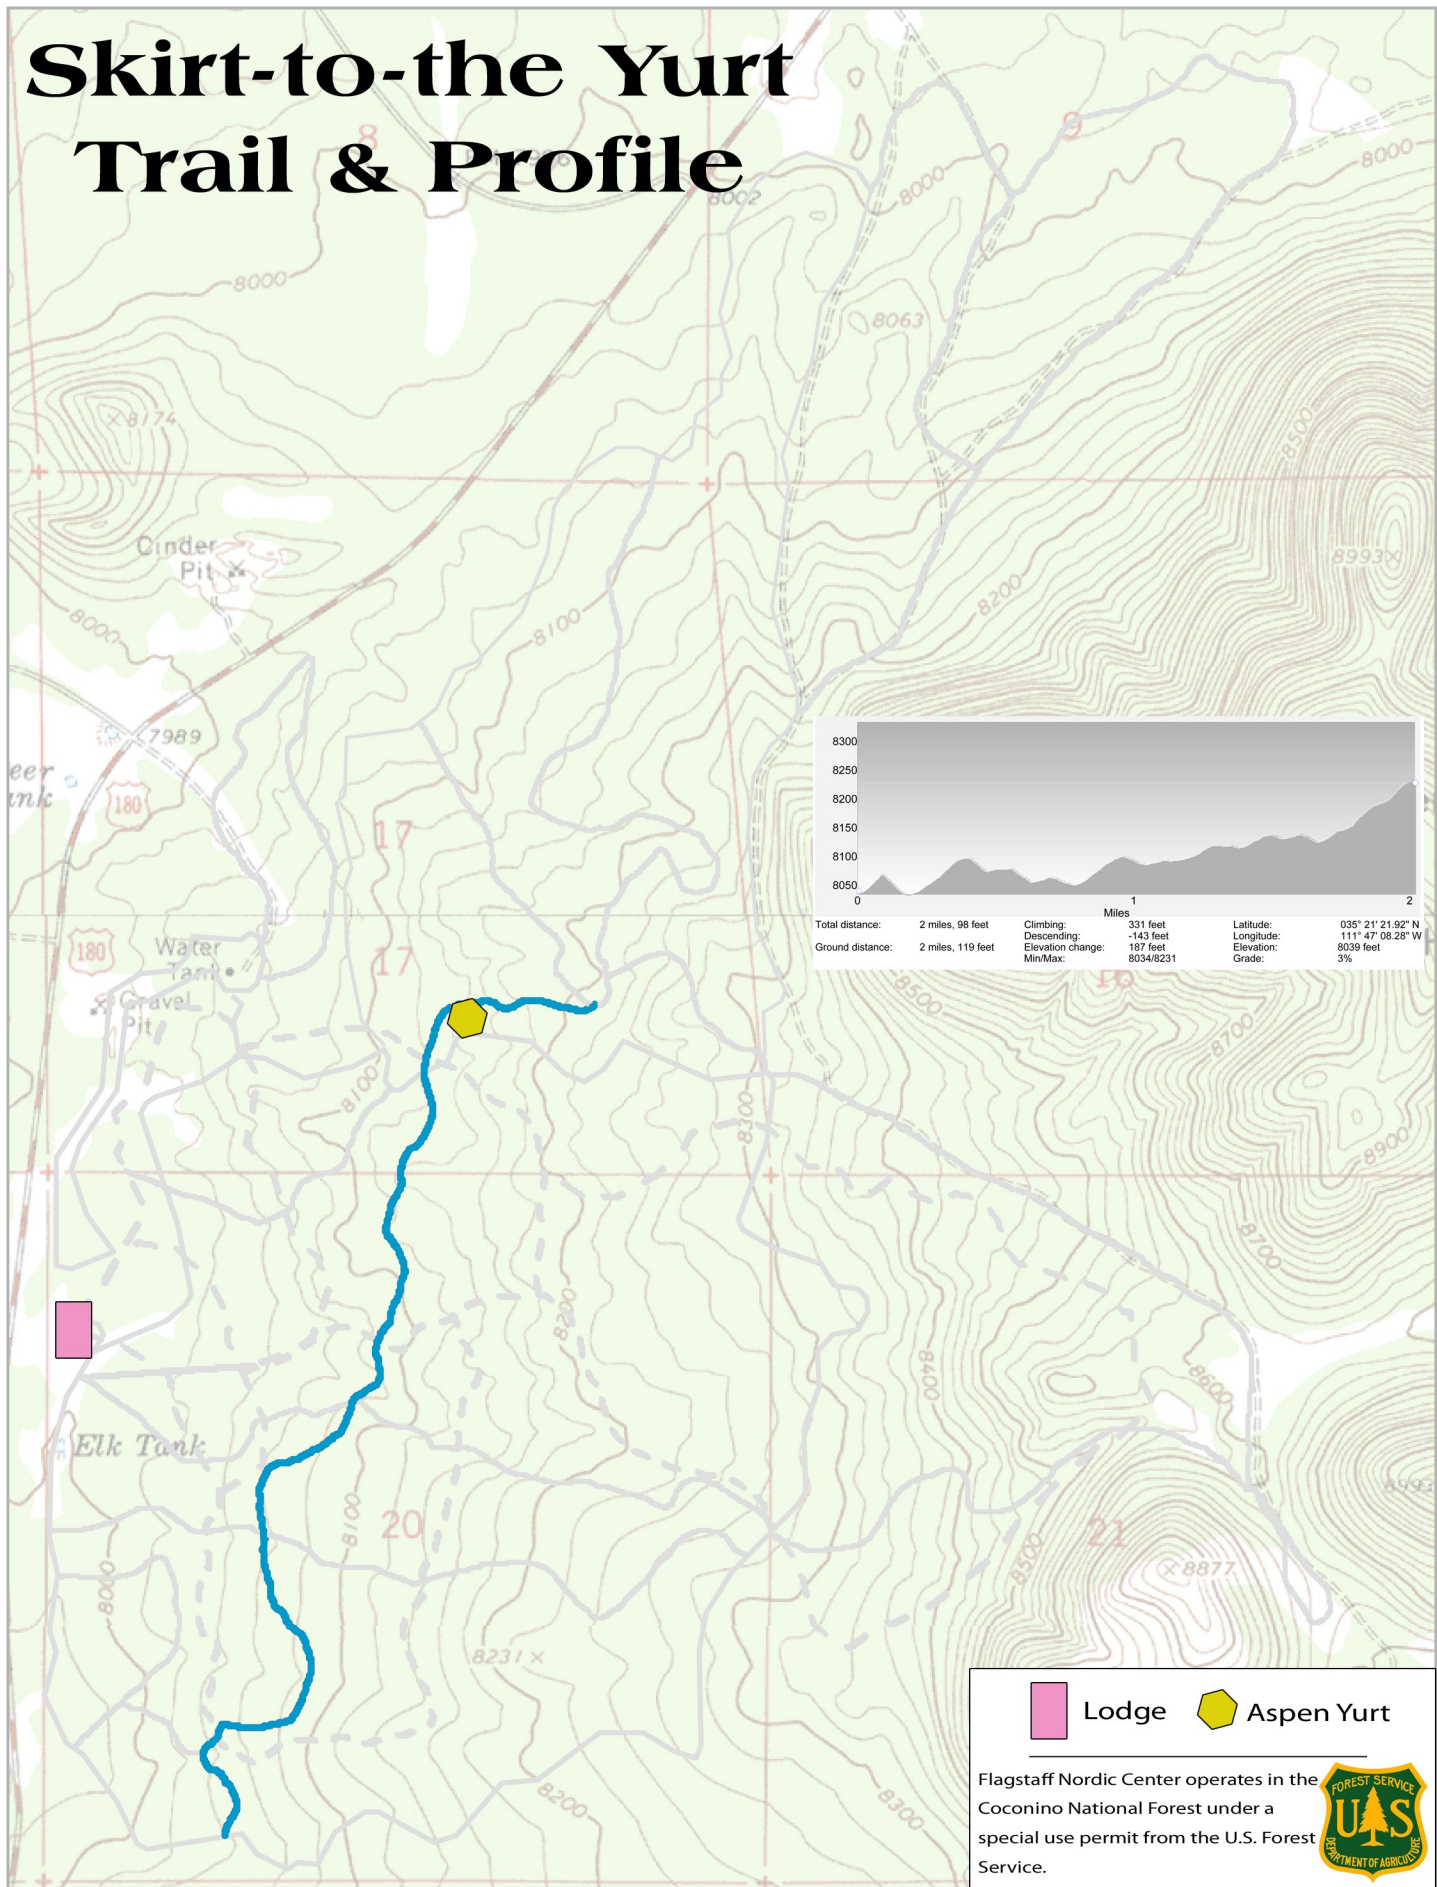 Skirt-to-the Yurt
Trail & Profile
8
9
8002
8000
8000
8000
8063
8174
8500
Cinder
Pit
8993
8200
8000
8100
7989
eer
ank
180
17
8300
8250
8200
8150
8100
8050
0
1
2
Miles
Total distance: 2 miles, 98 feet Climbing: 331 feet Latitude: 035° 21' 21.92" N
Descending: -143 feet Longitude: 111° 47' 08.28" W
Ground distance: 2 miles, 119 feet Elevation change: 187 feet Elevation: 8039 feet
Min/Max: 8034/8231 Grade: 3%
180
Water
Tank
17
16
8500
Gravel
Pit
8700
8100
8300
8900
8700
8200
8400
8600
Elk Tank
8993
8100
20
21
8500
8877
8000
8231
8200
8300
Lodge
Aspen Yurt
Flagstaff Nordic Center operates in the
Coconino National Forest under a
special use permit from the U.S. Forest
Service.
FOREST SERVICE
U S
DEPARTMENT OF AGRICULTURE